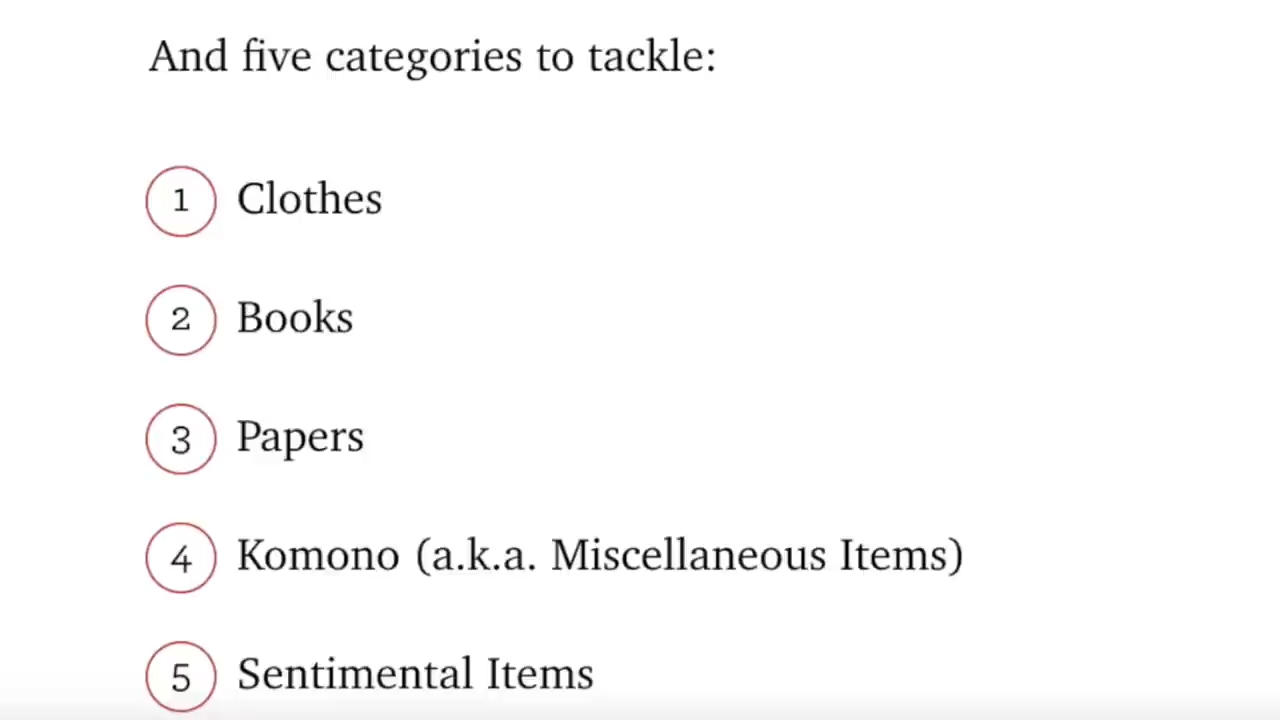 And five categories to tackle:
1 Clothes
2 Books
3 Papers
4 Komono (a.k.a. Miscellaneous Items)
5 Sentimental Items